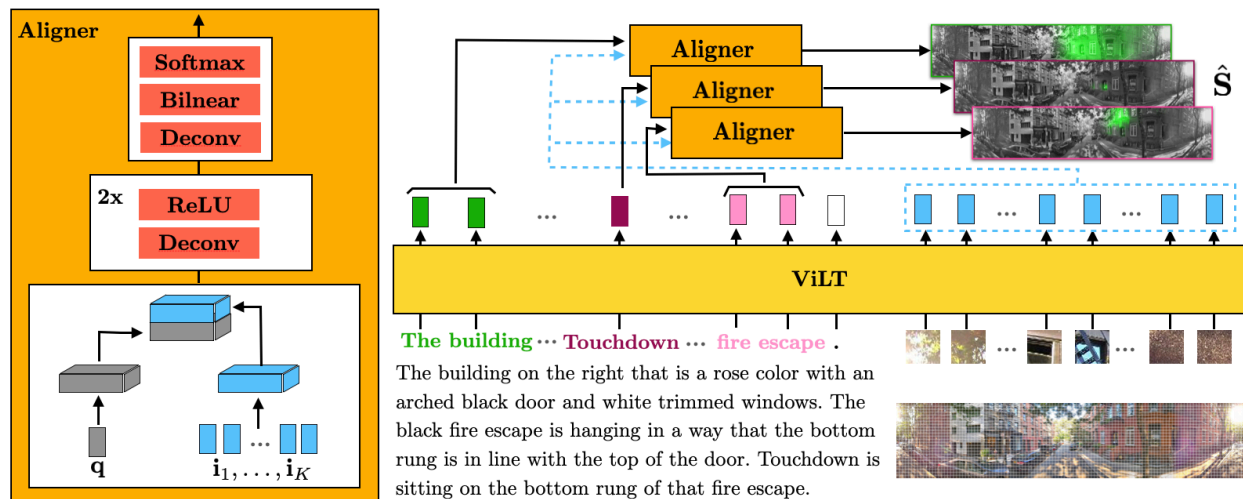 Aligner
Softmax
Bilnear
Deconv
2x
ReLU
Deconv
q
i₁, . . . , i_K
Aligner
Aligner
Aligner
Ŝ
... ... ... ...
ViLT
The building ... Touchdown ... fire escape .
... ...
The building on the right that is a rose color with an
arched black door and white trimmed windows. The
black fire escape is hanging in a way that the bottom
rung is in line with the top of the door. Touchdown is
sitting on the bottom rung of that fire escape.